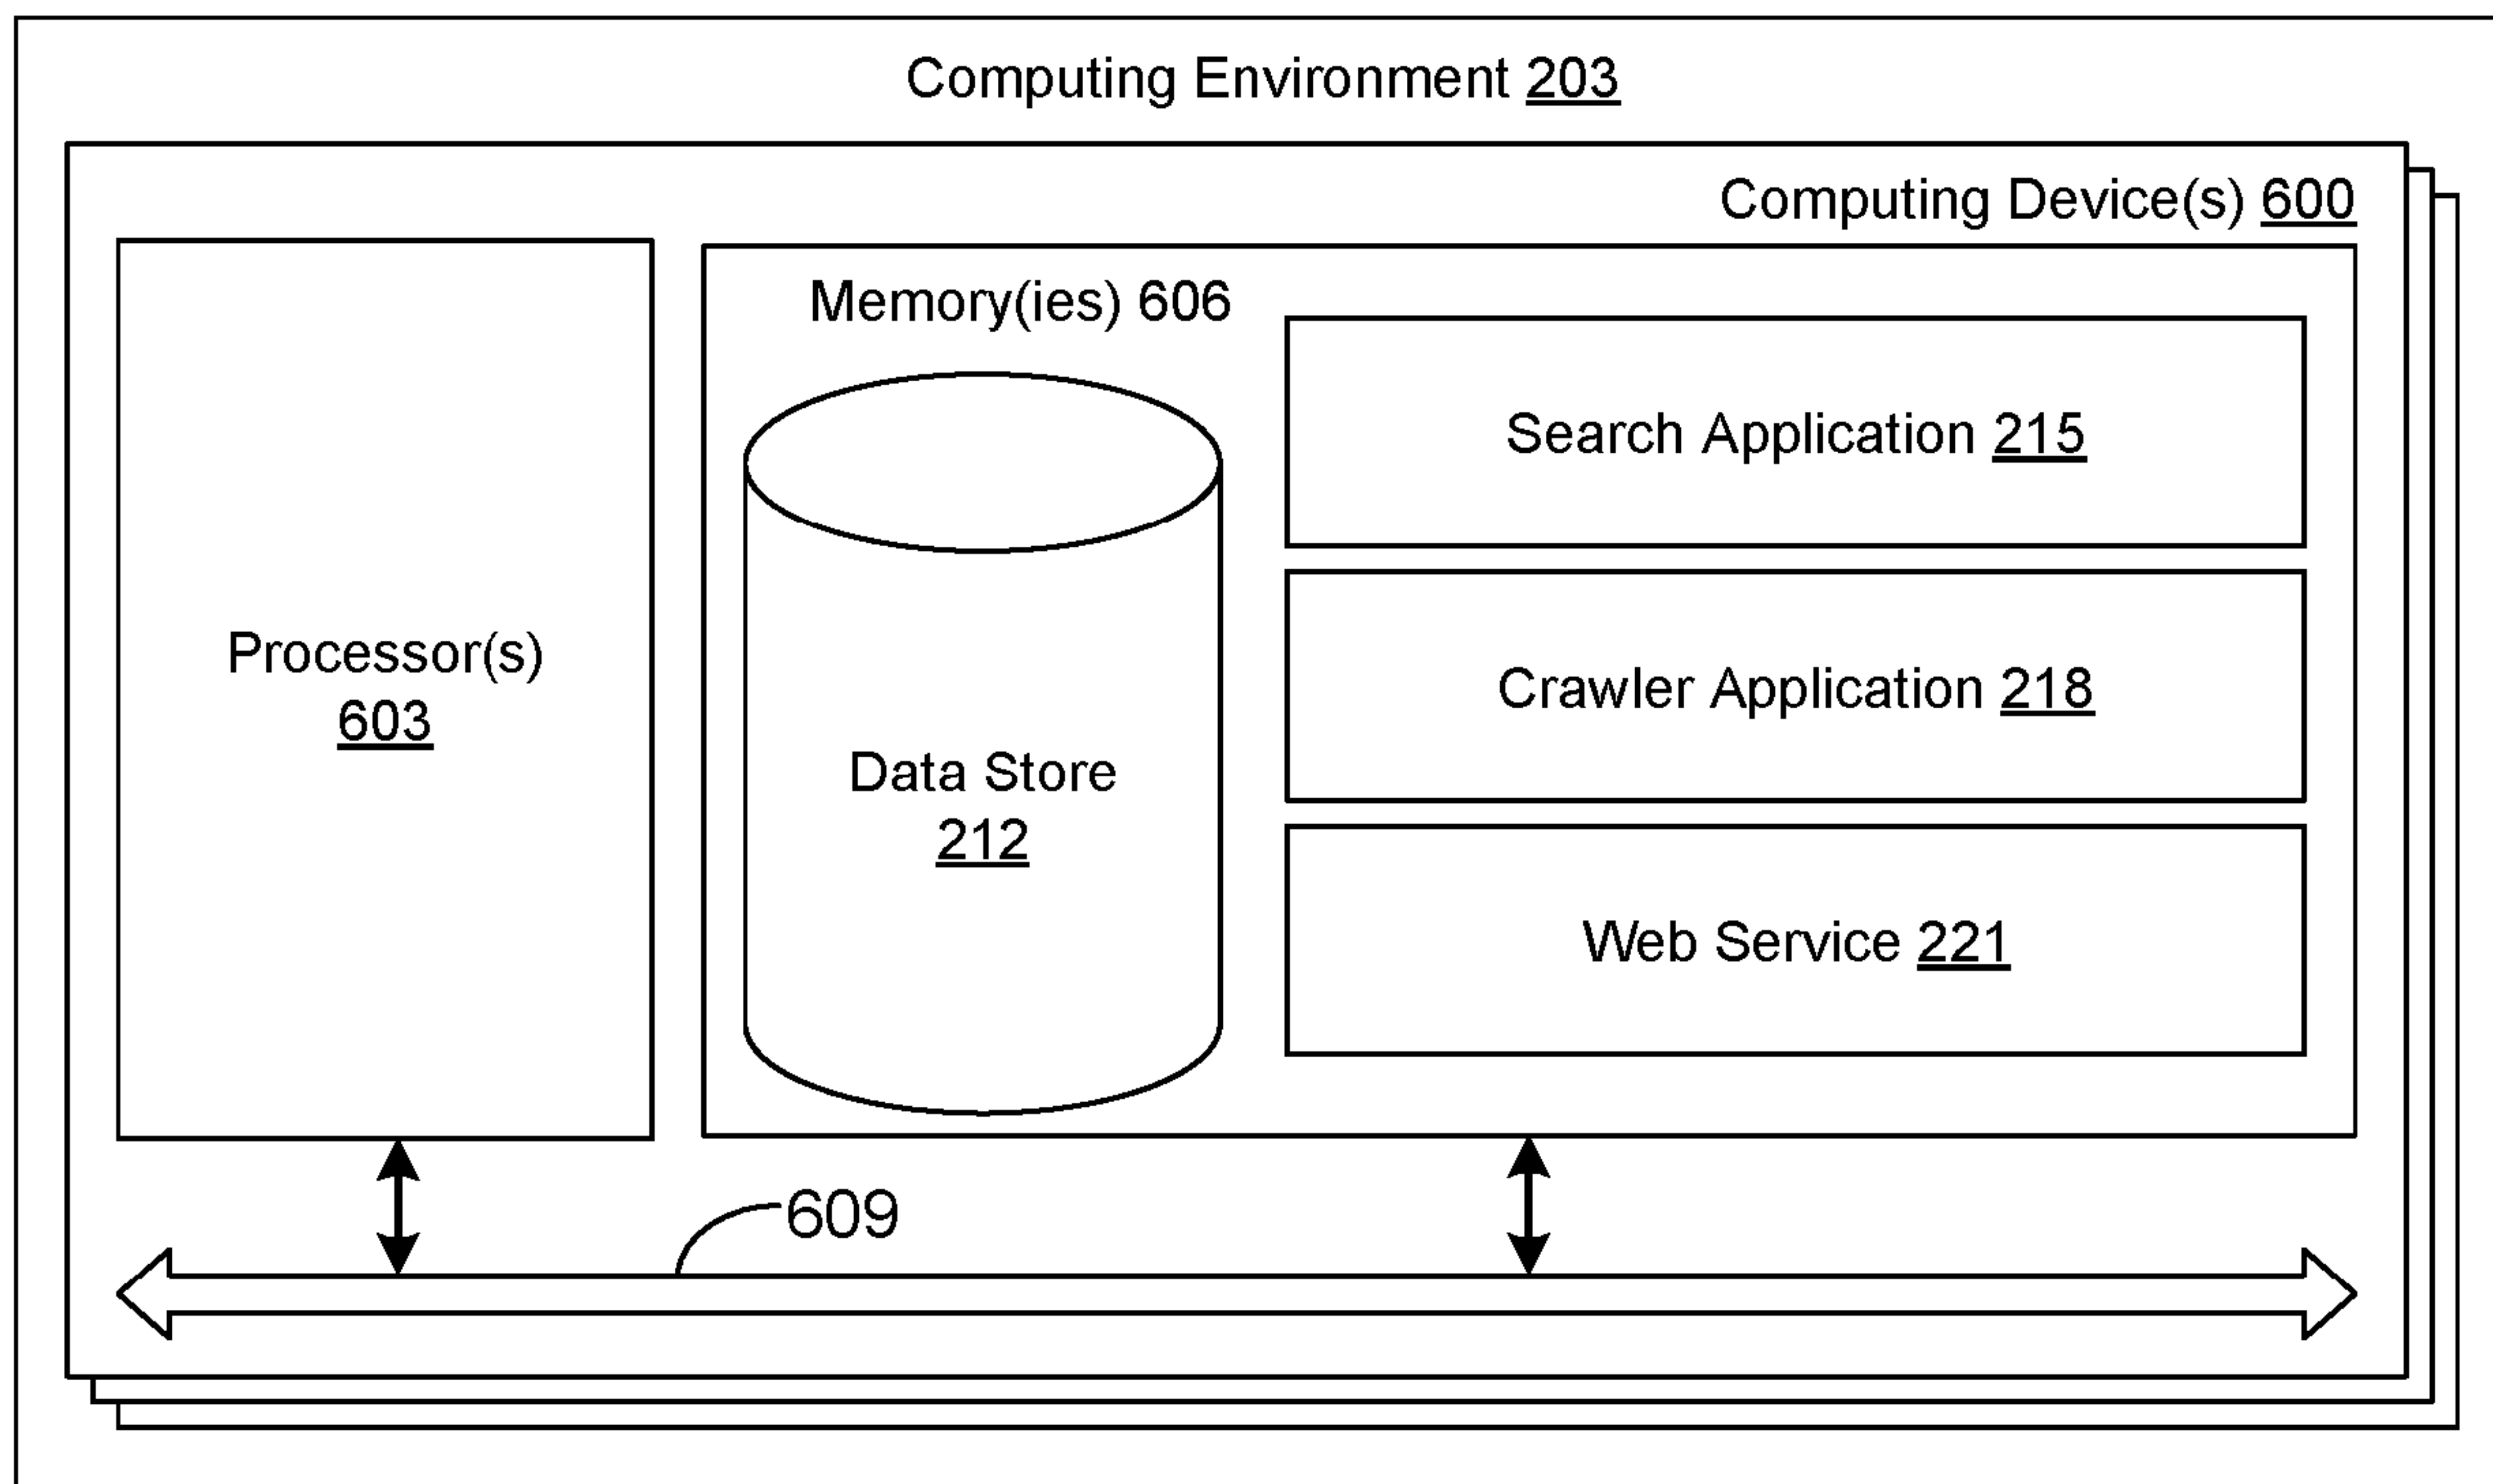 Computing Environment 203
Computing Device(s) 600
Memory(ies) 606
Search Application 215
Processor(s)
603
Crawler Application 218
Data Store
212
Web Service 221
609